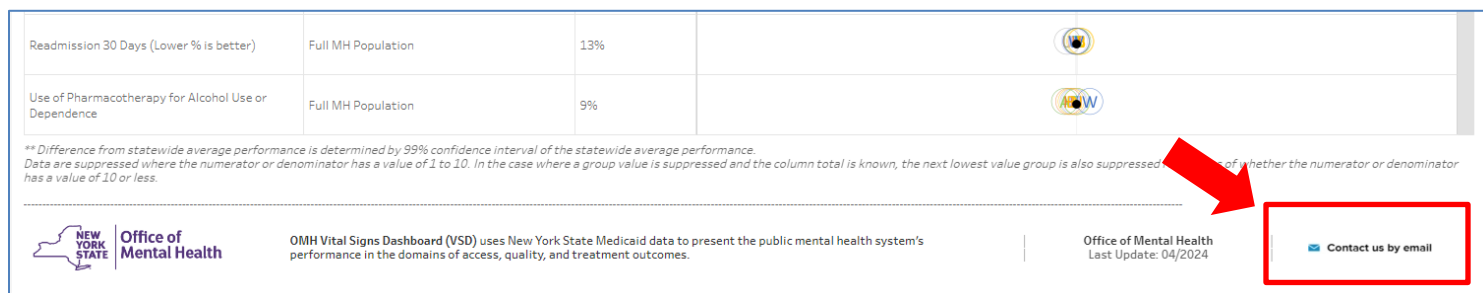 Readmission 30 Days (Lower % is better) Full MH Population 13%
Use of Pharmacotherapy for Alcohol Use or
Dependence Full MH Population 9% W
** Difference from statewide average performance is determined by 99% confidence interval of the statewide average performance.
Data are suppressed where the numerator or denominator has a value of 1 to 10. In the case where a group value is suppressed and the column total is known, the next lowest value group is also suppressed of whether the numerator or denominator
has a value of 10 or less.
NEW YORK STATE Office of Mental Health
OMH Vital Signs Dashboard (VSD) uses New York State Medicaid data to present the public mental health system's
performance in the domains of access, quality, and treatment outcomes.
Office of Mental Health
Last Update: 04/2024
Contact us by email